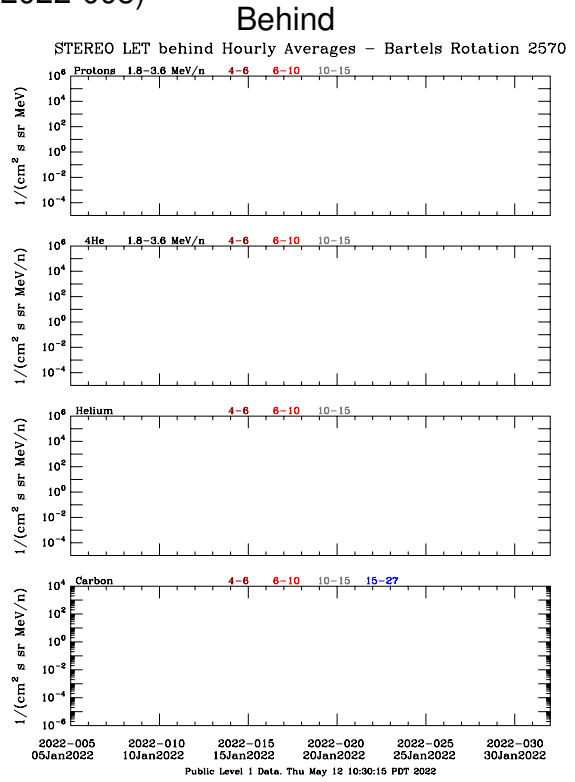 2022-005)
Behind
STEREO LET behind Hourly Averages - Bartels Rotation 2570
Protons 1.8-3.6 MeV/n 4-6 6-10 10-15
10^6
10^4
10^2
10^0
10^-2
10^-4
1/(cm^2 s sr MeV)
4He 1.8-3.6 MeV/n 4-6 6-10 10-15
10^6
10^4
10^2
10^0
10^-2
10^-4
1/(cm^2 s sr MeV/n)
Helium 4-6 6-10 10-15
10^6
10^4
10^2
10^0
10^-2
10^-4
1/(cm^2 s sr MeV/n)
Carbon 4-6 6-10 10-15 15-27
10^4
10^2
10^0
10^-2
10^-4
10^-6
1/(cm^2 s sr MeV/n)
2022-005 2022-010 2022-015 2022-020 2022-025 2022-030
05Jan2022 10Jan2022 15Jan2022 20Jan2022 25Jan2022 30Jan2022
Public Level 1 Data. Thu May 12 10:30:15 PDT 2022